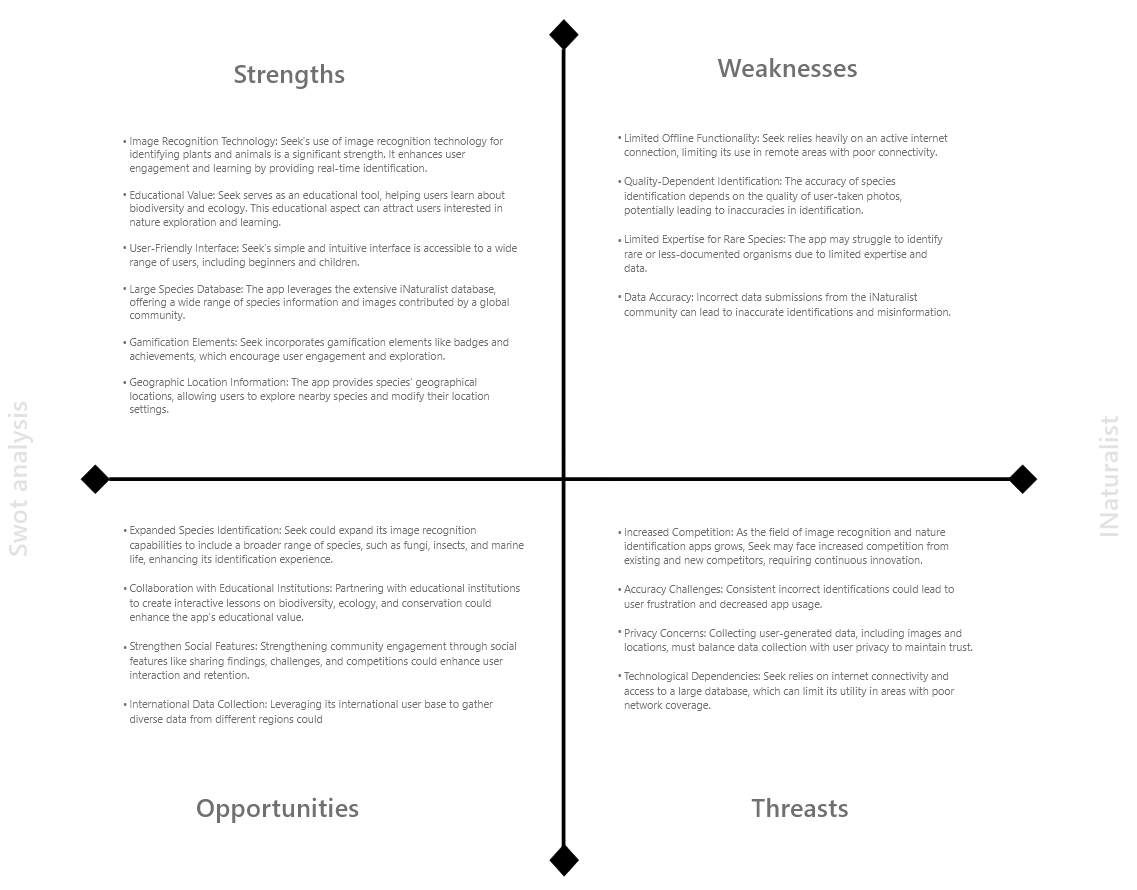 Strengths
• Image Recognition Technology: Seek's use of image recognition technology for
identifying plants and animals is a significant strength. It enhances user
engagement and learning by providing real-time identification.
• Educational Value: Seek serves as an educational tool, helping users learn about
biodiversity and ecology. This educational aspect can attract users interested in
nature exploration and learning.
• User-Friendly Interface: Seek's simple and intuitive interface is accessible to a wide
range of users, including beginners and children.
• Large Species Database: The app leverages the extensive iNaturalist database,
offering a wide range of species information and images contributed by a global
community.
• Gamification Elements: Seek incorporates gamification elements like badges and
achievements, which encourage user engagement and exploration.
• Geographic Location Information: The app provides species' geographical
locations, allowing users to explore nearby species and modify their location
settings.
Weaknesses
• Limited Offline Functionality: Seek relies heavily on an active internet
connection, limiting its use in remote areas with poor connectivity.
• Quality-Dependent Identification: The accuracy of species
identification depends on the quality of user-taken photos,
potentially leading to inaccuracies in identification.
• Limited Expertise for Rare Species: The app may struggle to identify
rare or less-documented organisms due to limited expertise and
data.
• Data Accuracy: Incorrect data submissions from the iNaturalist
community can lead to inaccurate identifications and misinformation.
Swot analysis
INaturalist
• Expanded Species Identification: Seek could expand its image recognition
capabilities to include a broader range of species, such as fungi, insects, and marine
life, enhancing its identification experience.
• Collaboration with Educational Institutions: Partnering with educational institutions
to create interactive lessons on biodiversity, ecology, and conservation could
enhance the app's educational value.
• Strengthen Social Features: Strengthening community engagement through social
features like sharing findings, challenges, and competitions could enhance user
interaction and retention.
• International Data Collection: Leveraging its international user base to gather
diverse data from different regions could
Opportunities
• Increased Competition: As the field of image recognition and nature
identification apps grows, Seek may face increased competition from
existing and new competitors, requiring continuous innovation.
• Accuracy Challenges: Consistent incorrect identifications could lead to
user frustration and decreased app usage.
• Privacy Concerns: Collecting user-generated data, including images and
locations, must balance data collection with user privacy to maintain trust.
• Technological Dependencies: Seek relies on internet connectivity and
access to a large database, which can limit its utility in areas with poor
network coverage.
Threasts